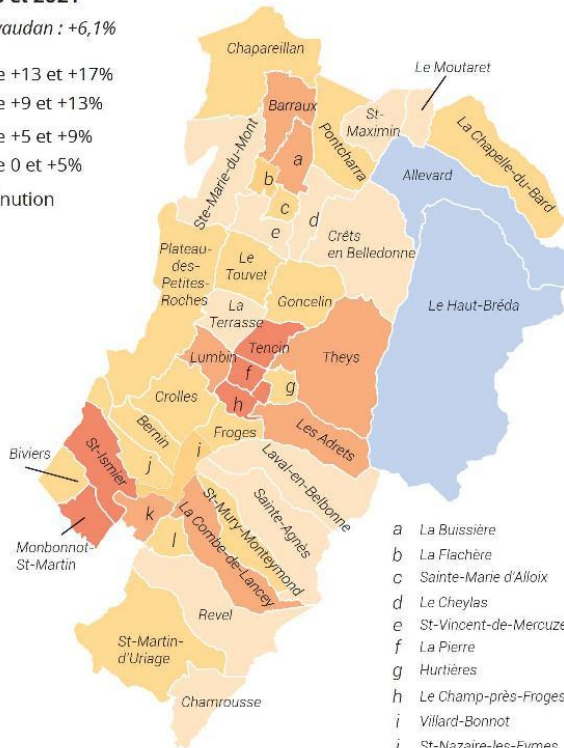 vaudan : +6,1%
e +13 et +17%
e +9 et +13%
e +5 et +9%
e 0 et +5%
nution
Chapareillan
Le Moutaret
Barraux
St-
Maximin
Pontcharra
La Chapelle-du-Bard
Ste-Marie-du-Mont
a
b
c
d
e
Allevard
Crêts
en Belledonne
Plateau-
des-
Petites-
Roches
Le
Touvet
Goncelin
Le Haut-Bréda
La
Terrasse
Tencin
Lumbin
Theys
f
g
h
Crolles
Bernin
Froges
Les Adrets
St-Ismier
Biviers
i
j
Laval-en-Belbonne
k
Sainte-Agnès
St-Mury-Monteymond
La Combe-de-Lancey
l
Monbonnot-
St-Martin
Revel
St-Martin-
d'Uriage
Chamrousse
a La Buissière
b La Flachère
c Sainte-Marie d'Alloix
d Le Cheylas
e St-Vincent-de-Mercuze
f La Pierre
g Hurtières
h Le Champ-près-Froges
i Villard-Bonnot
j St-Nazaire-les-Eymes